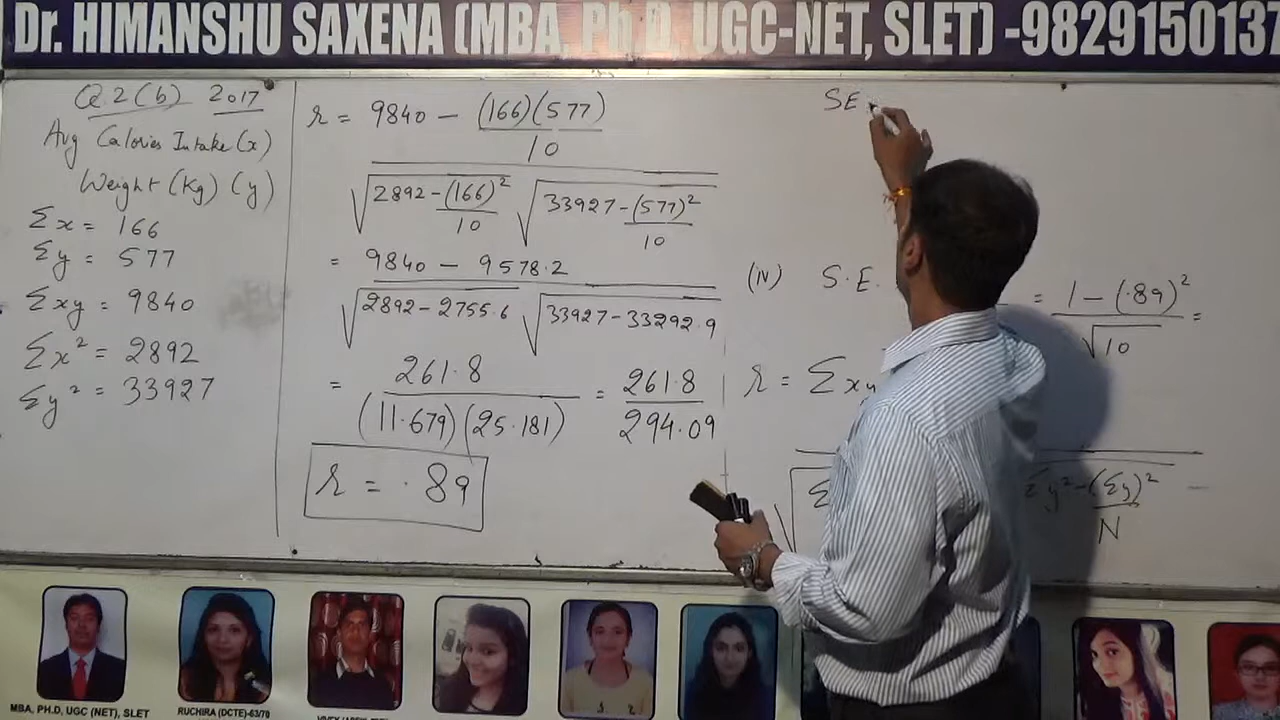 Dr. HIMANSHU SAXENA (MBA, Ph.D, UGC-NET, SLET) -9829150137
Q.2(b) 2017
Avg Calories Intake (x)
Weight (Kg) (y)
Σx = 166
Σy = 577
Σxy = 9840
Σx² = 2892
Σy² = 33927
r = 9840 - (166)(577)
10
√2892 - (166)² √33927 - (577)²
10 10
= 9840 - 9578.2
√2892 - 2755.6 √33927 - 33292.9
= 261.8 = 261.8
(11.679)(25.181) 294.09
r = .89
SE
(iv) S.E. = 1 - (.89)² =
√10
r = Σxy
Σy² - (Σy)²
N
MBA, PH.D, UGC (NET), SLET
RUCHIRA (DCTE)-63/70